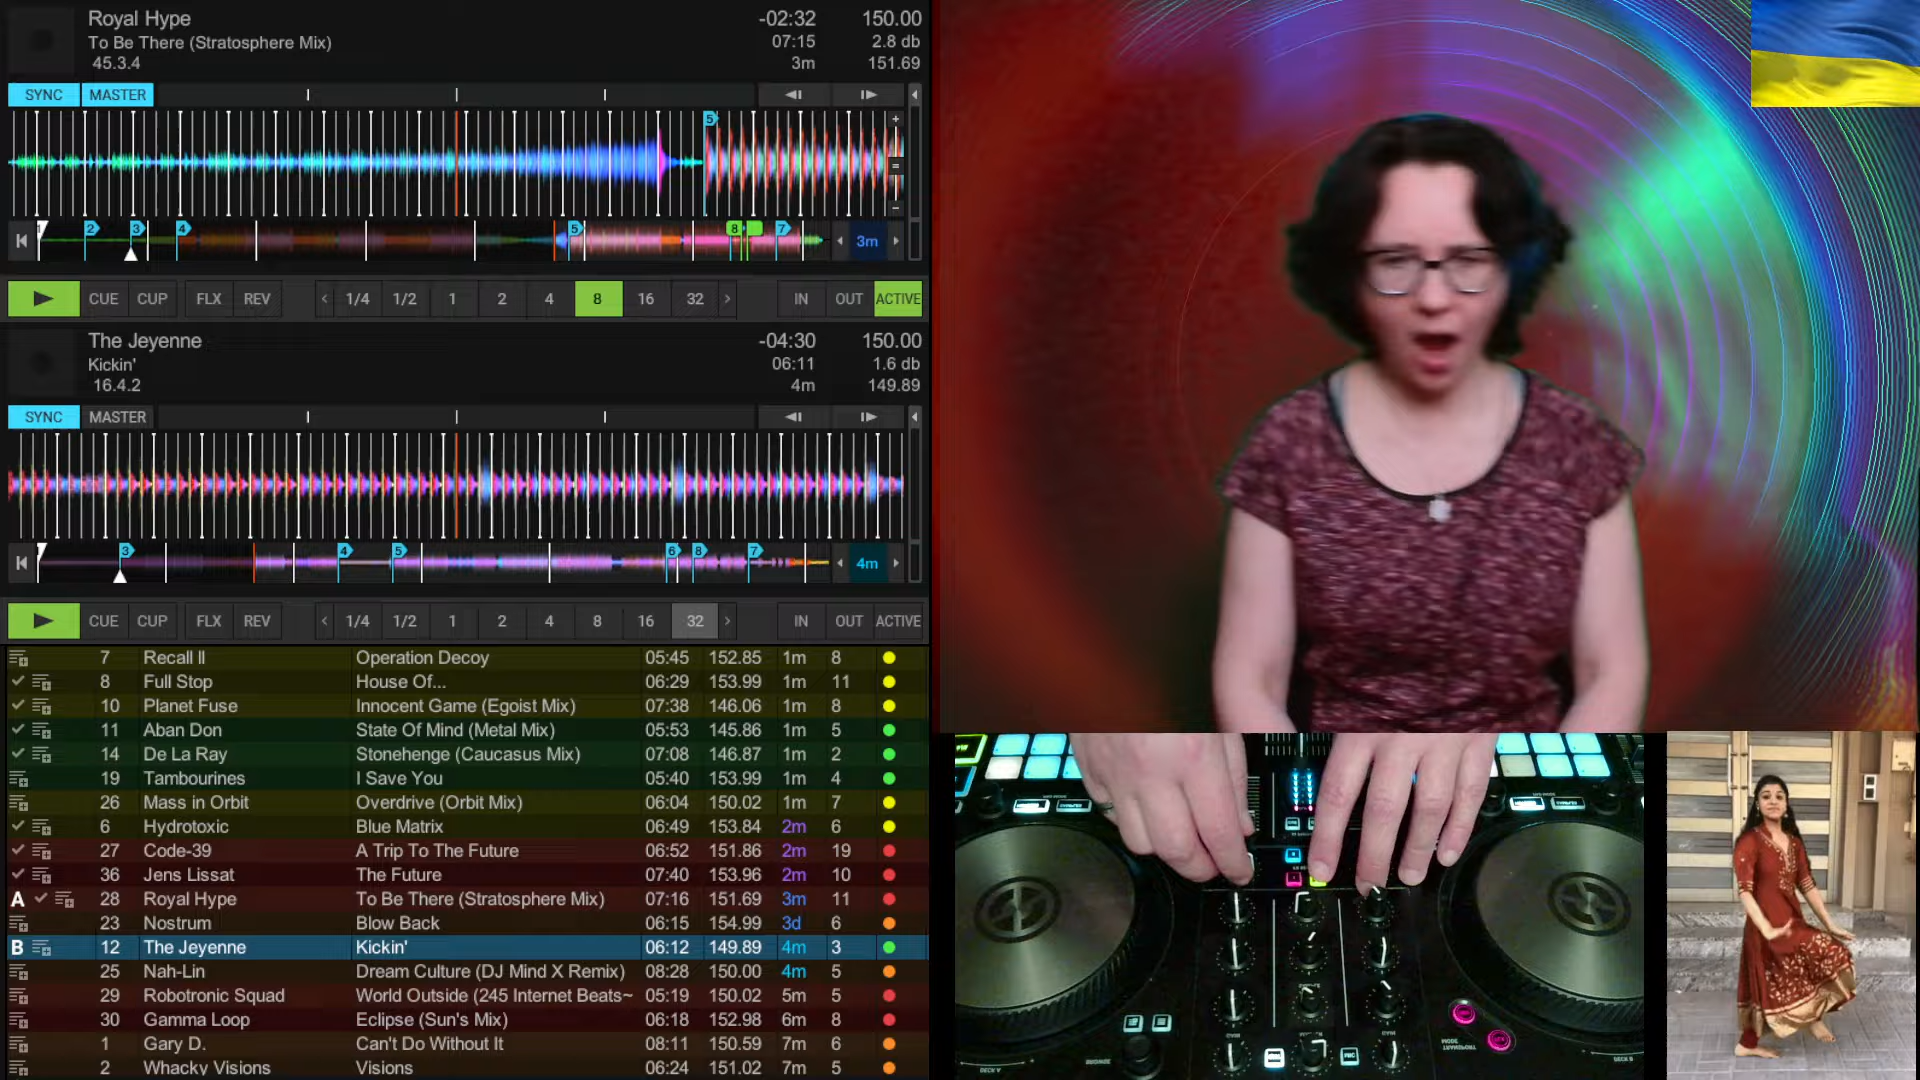 Royal Hype -02:32 150.00
To Be There (Stratosphere Mix) 07:15 2.8 db
45.3.4 3m 151.69
SYNC MASTER
5
2 3 4 5 8 7 3m
CUE CUP FLX REV 1/4 1/2 1 2 4 8 16 32 IN OUT ACTIVE
The Jeyenne -04:30 150.00
Kickin' 06:11 1.6 db
16.4.2 4m 149.89
SYNC MASTER
3 4 5 6 8 7 4m
CUE CUP FLX REV 1/4 1/2 1 2 4 8 16 32 IN OUT ACTIVE
7 Recall II Operation Decoy 05:45 152.85 1m 8
8 Full Stop House Of... 06:29 153.99 1m 11
10 Planet Fuse Innocent Game (Egoist Mix) 07:38 146.06 1m 8
11 Aban Don State Of Mind (Metal Mix) 05:53 145.86 1m 5
14 De La Ray Stonehenge (Caucasus Mix) 07:08 146.87 1m 2
19 Tambourines I Save You 05:40 153.99 1m 4
26 Mass in Orbit Overdrive (Orbit Mix) 06:04 150.02 1m 7
6 Hydrotoxic Blue Matrix 06:49 153.84 2m 6
27 Code-39 A Trip To The Future 06:52 151.86 2m 19
36 Jens Lissat The Future 07:40 153.96 2m 10
A 28 Royal Hype To Be There (Stratosphere Mix) 07:16 151.69 3m 11
23 Nostrum Blow Back 06:15 154.99 3d 6
B 12 The Jeyenne Kickin' 06:12 149.89 4m 3
25 Nah-Lin Dream Culture (DJ Mind X Remix) 08:28 150.00 4m 5
29 Robotronic Squad World Outside (245 Internet Beats~ 05:19 150.02 5m 5
30 Gamma Loop Eclipse (Sun's Mix) 06:18 152.98 6m 8
1 Gary D. Can't Do Without It 08:11 150.59 7m 6
2 Whacky Visions Visions 06:24 151.02 7m 5